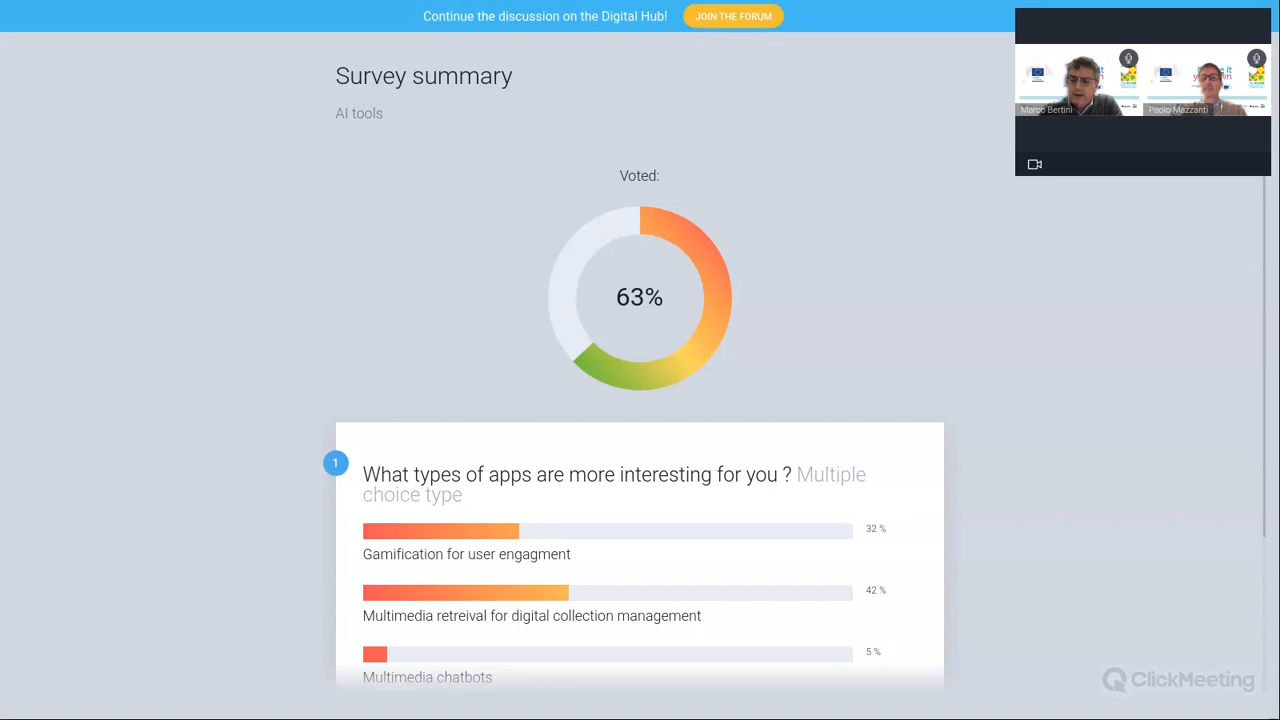 Continue the discussion on the Digital Hub! JOIN THE FORUM
Survey summary
AI tools
Marco Bertini
Paolo Mazzanti
Voted:
63%
1
What types of apps are more interesting for you ? Multiple
choice type
32 %
Gamification for user engagment
42 %
Multimedia retreival for digital collection management
5 %
Multimedia chatbots
ClickMeeting